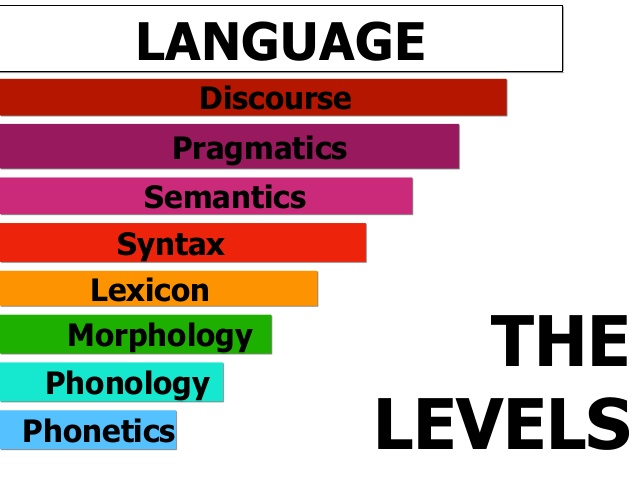 LANGUAGE
Discourse
Pragmatics
Semantics
Syntax
Lexicon
Morphology
Phonology
Phonetics
THE
LEVELS